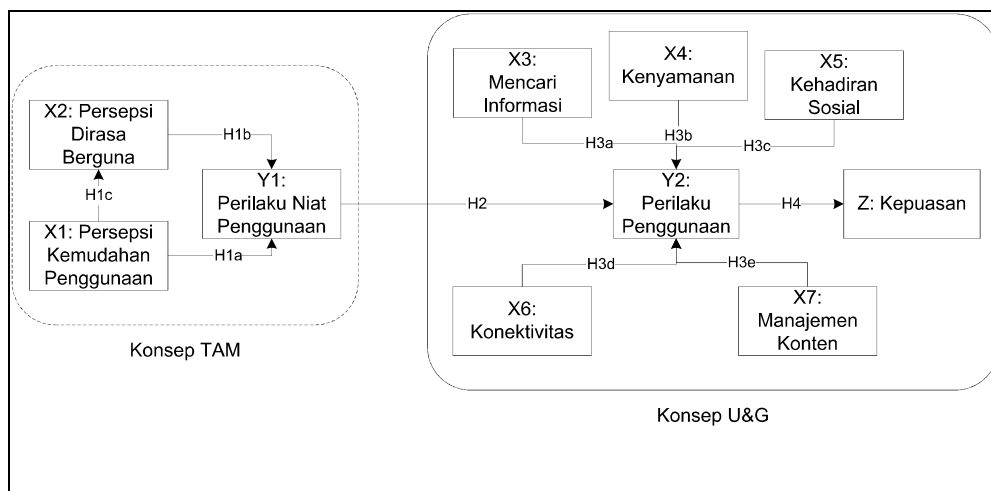 X2: Persepsi
Dirasa
Berguna
H1b
H1c
X1: Persepsi
Kemudahan
Penggunaan
H1a
Y1:
Perilaku Niat
Penggunaan
Konsep TAM
H2
X3:
Mencari
Informasi
X4:
Kenyamanan
X5:
Kehadiran
Sosial
H3a
H3b
H3c
Y2:
Perilaku
Penggunaan
H4
Z: Kepuasan
H3d
H3e
X6:
Konektivitas
X7:
Manajemen
Konten
Konsep U&G